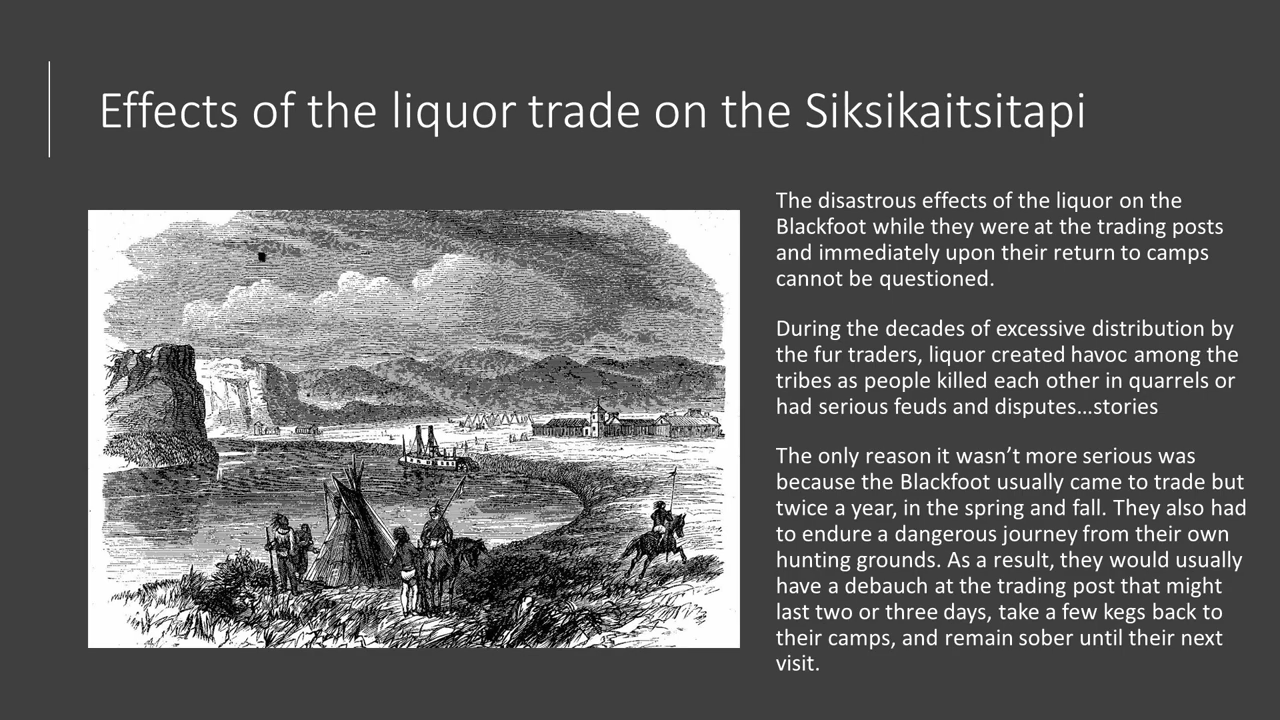 Effects of the liquor trade on the Siksikaitsitapi
The disastrous effects of the liquor on the
Blackfoot while they were at the trading posts
and immediately upon their return to camps
cannot be questioned.
During the decades of excessive distribution by
the fur traders, liquor created havoc among the
tribes as people killed each other in quarrels or
had serious feuds and disputes…stories
The only reason it wasn’t more serious was
because the Blackfoot usually came to trade but
twice a year, in the spring and fall. They also had
to endure a dangerous journey from their own
hunting grounds. As a result, they would usually
have a debauch at the trading post that might
last two or three days, take a few kegs back to
their camps, and remain sober until their next
visit.